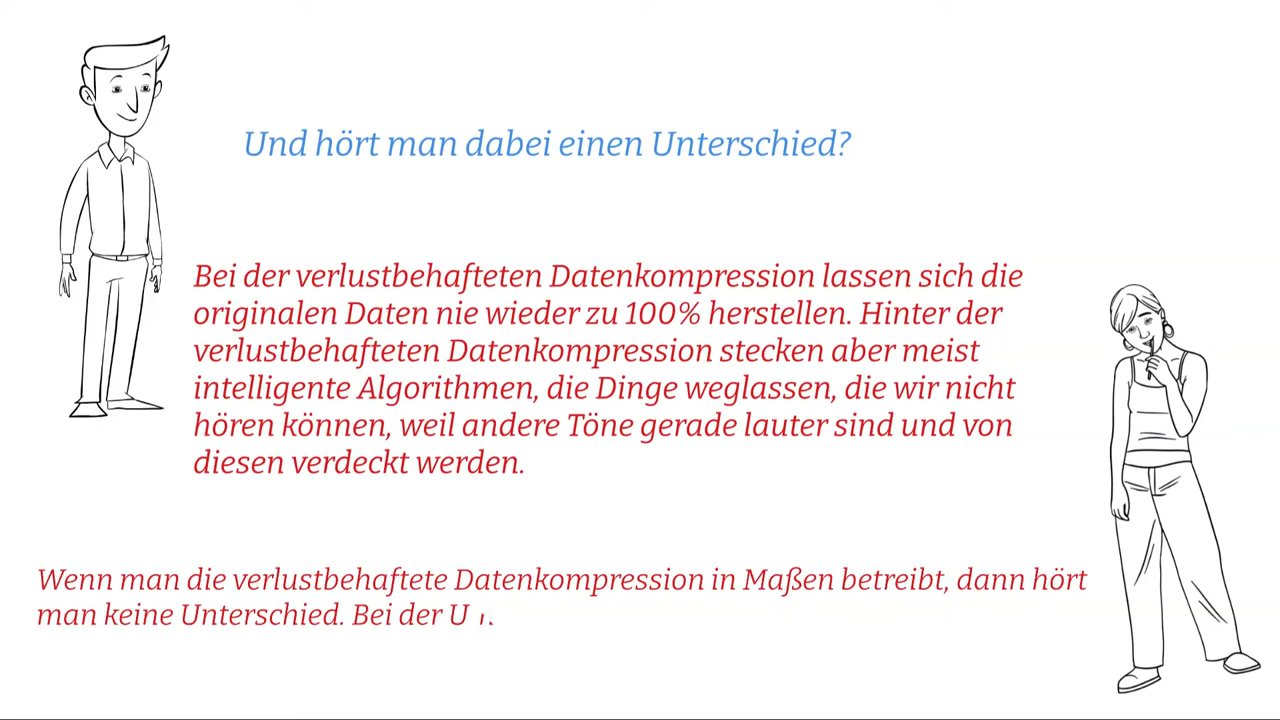 Und hört man dabei einen Unterschied?
Bei der verlustbehafteten Datenkompression lassen sich die
originalen Daten nie wieder zu 100% herstellen. Hinter der
verlustbehafteten Datenkompression stecken aber meist
intelligente Algorithmen, die Dinge weglassen, die wir nicht
hören können, weil andere Töne gerade lauter sind und von
diesen verdeckt werden.
Wenn man die verlustbehaftete Datenkompression in Maßen betreibt, dann hört
man keine Unterschied. Bei der U